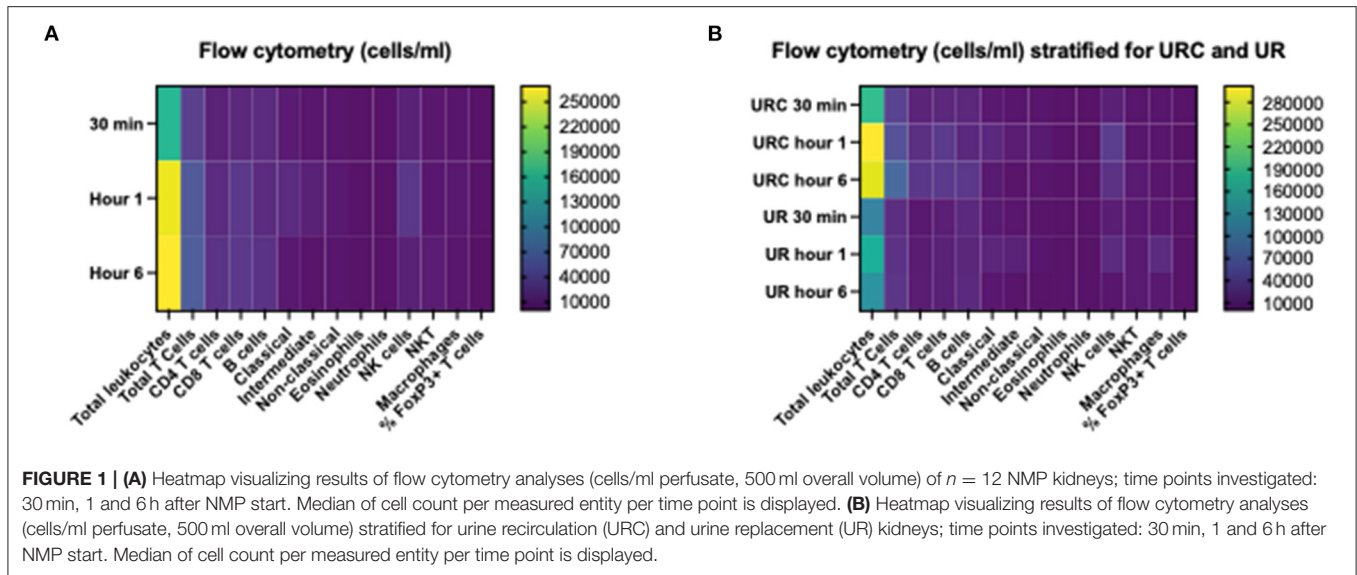 A
Flow cytometry (cells/ml)
30 min
Hour 1
Hour 6
250000
220000
190000
160000
130000
100000
70000
40000
10000
Total leukocytes
Total T Cells
CD4 T cells
CD8 T cells
B cells
Classical
Intermediate
Non-classical
Eosinophils
Neutrophils
NK cells
NKT
Macrophages
% FoxP3+ T cells
B
Flow cytometry (cells/ml) stratified for URC and UR
URC 30 min
URC hour 1
URC hour 6
UR 30 min
UR hour 1
UR hour 6
280000
250000
220000
190000
160000
130000
100000
70000
40000
10000
Total leukocytes
Total T Cells
CD4 T cells
CD8 T cells
B cells
Classical
Intermediate
Non-classical
Eosinophils
Neutrophils
NK cells
NKT
Macrophages
% FoxP3+ T cells
FIGURE 1 | (A) Heatmap visualizing results of flow cytometry analyses (cells/ml perfusate, 500 ml overall volume) of n = 12 NMP kidneys; time points investigated:
30 min, 1 and 6 h after NMP start. Median of cell count per measured entity per time point is displayed. (B) Heatmap visualizing results of flow cytometry analyses
(cells/ml perfusate, 500 ml overall volume) stratified for urine recirculation (URC) and urine replacement (UR) kidneys; time points investigated: 30 min, 1 and 6 h after
NMP start. Median of cell count per measured entity per time point is displayed.